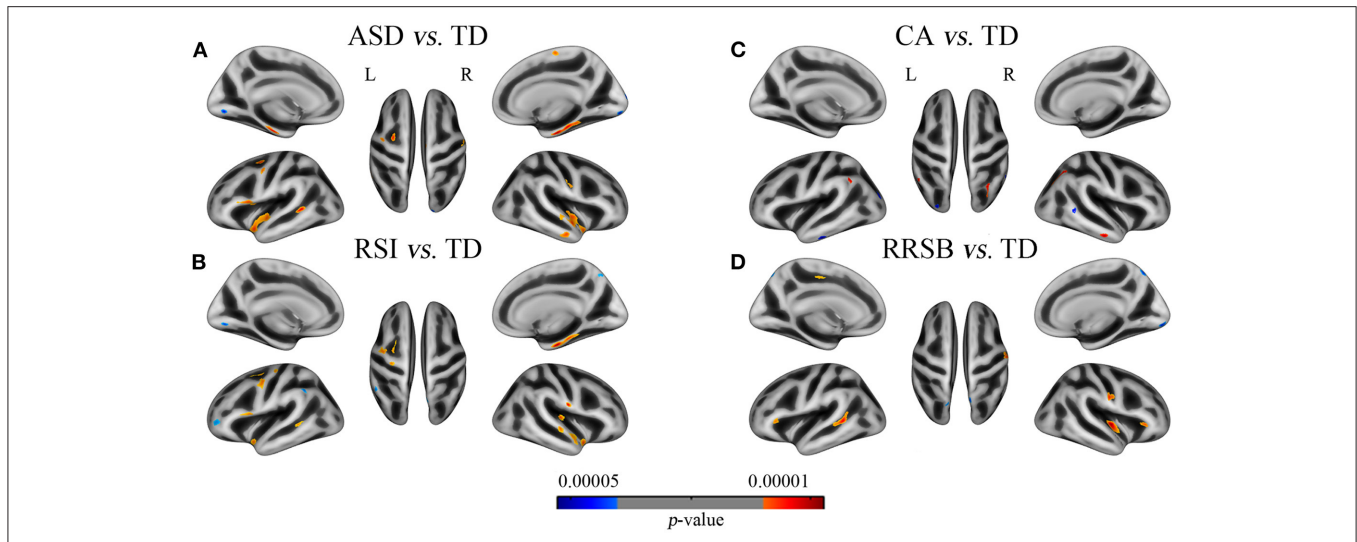 A
ASD vs. TD
L
R
B
RSI vs. TD
C
CA vs. TD
L
R
D
RRSB vs. TD
0.00005
0.00001
p-value